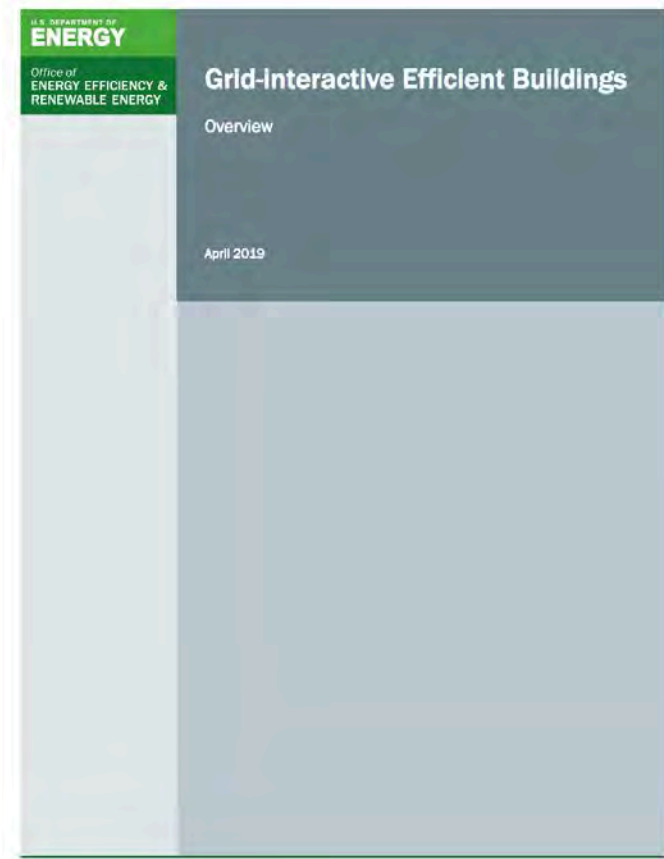 U.S. DEPARTMENT OF
ENERGY
Office of
ENERGY EFFICIENCY &
RENEWABLE ENERGY
Grid-interactive Efficient Buildings
Overview
April 2019